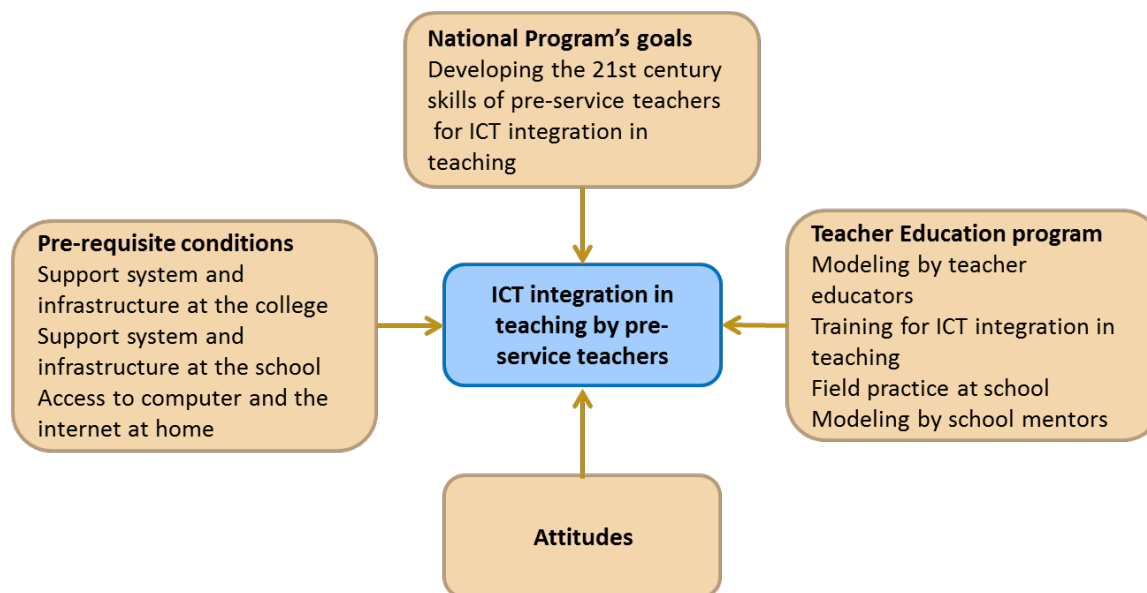 National Program's goals
Developing the 21st century
skills of pre-service teachers
for ICT integration in
teaching
Pre-requisite conditions
Support system and
infrastructure at the college
Support system and
infrastructure at the school
Access to computer and the
internet at home
ICT integration in
teaching by pre-
service teachers
Teacher Education program
Modeling by teacher
educators
Training for ICT integration in
teaching
Field practice at school
Modeling by school mentors
Attitudes